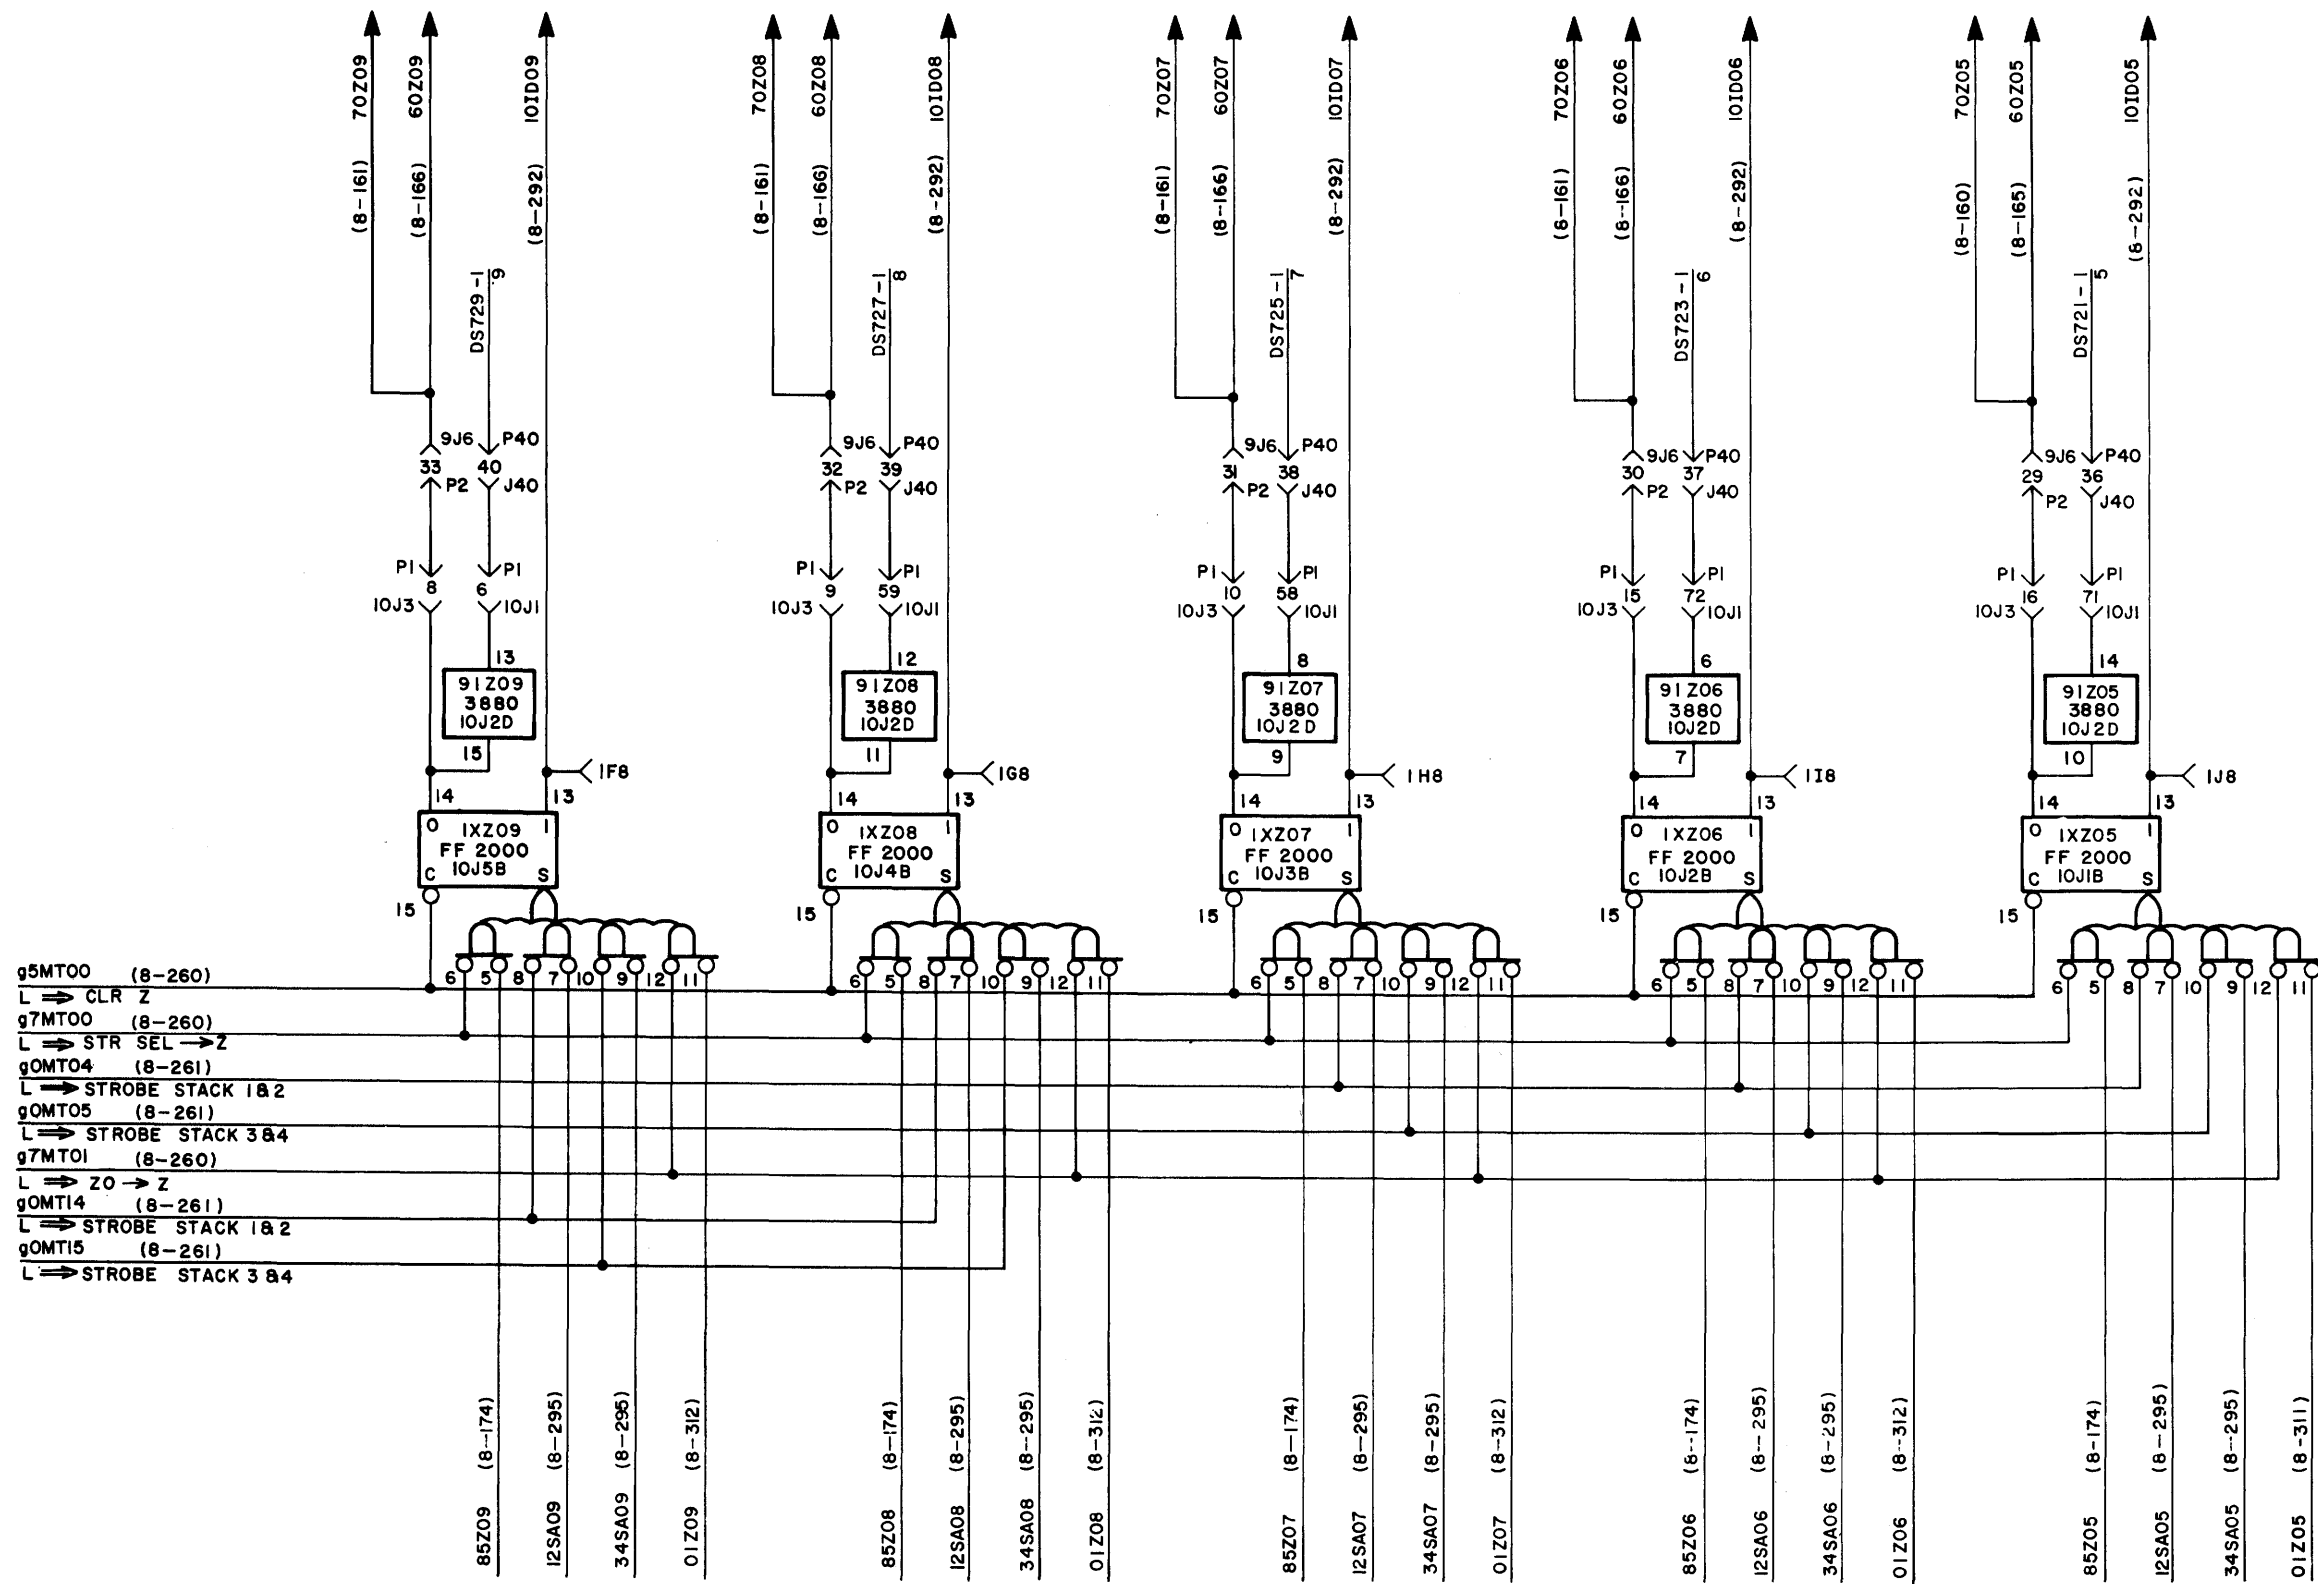 70Z09 60Z09 10ID09 70Z08 60Z08 10ID08 70Z07 60Z07 10ID07 70Z06 60Z06 10ID06 70Z05 60Z05 10ID05
(8-161) (8-166) (8-292) (8-161) (8-166) (8-292) (8-161) (8-166) (8-292) (8-161) (8-166) (8-292) (8-160) (8-165) (8-292)
9 8 7 6 5
DS729-1 DS727-1 DS725-1 DS723-1 DS721-1
9J6 P40 9J6 P40 9J6 P40 9J6 P40 9J6 P40
33 40 32 39 31 38 30 37 29 36
P2 J40 P2 J40 P2 J40 P2 J40 P2 J40
P1 P1 P1 P1 P1 P1 P1 P1 P1 P1
8 6 9 59 10 58 15 72 16 71
10J3 10J1 10J3 10J1 10J3 10J1 10J3 10J1 10J3 10J1
13 12 8 6 14
91Z09 91Z08 91Z07 91Z06 91Z05
3880 3880 3880 3880 3880
10J2D 10J2D 10J2D 10J2D 10J2D
15 11 9 7 10
1F8 1G8 1H8 1I8 1J8
14 13 14 13 14 13 14 13 14 13
0 1XZ09 1 0 1XZ08 1 0 1XZ07 1 0 1XZ06 1 0 1XZ05 1
FF 2000 FF 2000 FF 2000 FF 2000 FF 2000
C 10J5B S C 10J4B S C 10J3B S C 10J2B S C 10J1B S
15 15 15 15 15
6 5 8 7 10 9 12 11 6 5 8 7 10 9 12 11 6 5 8 7 10 9 12 11 6 5 8 7 10 9 12 11 6 5 8 7 10 9 12 11
g5MT00 (8-260)
L ⇒ CLR Z
g7MT00 (8-260)
L ⇒ STR SEL → Z
g0MT04 (8-261)
L ⇒ STROBE STACK 1&2
g0MT05 (8-261)
L ⇒ STROBE STACK 3&4
g7MT01 (8-260)
L ⇒ Z0 → Z
g0MT14 (8-261)
L ⇒ STROBE STACK 1&2
g0MT15 (8-261)
L ⇒ STROBE STACK 3&4
(8-174) (8-295) (8-295) (8-312) (8-174) (8-295) (8-295) (8-312) (8-174) (8-295) (8-295) (8-312) (8-174) (8-295) (8-295) (8-312) (8-174) (8-295) (8-295) (8-311)
85Z09 12SA09 34SA09 01Z09 85Z08 12SA08 34SA08 01Z08 85Z07 12SA07 34SA07 01Z07 85Z06 12SA06 34SA06 01Z06 85Z05 12SA05 34SA05 01Z05